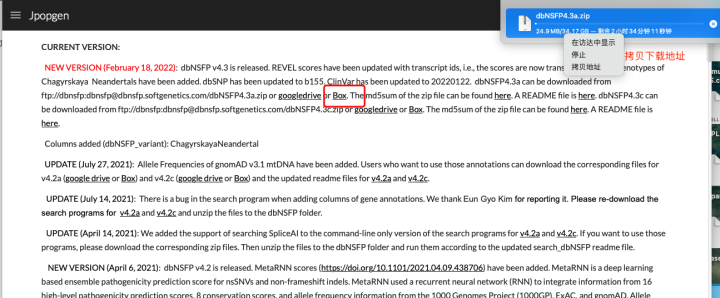 Jpopgen
dbNSFP4.3a.zip
24.9 MB/34.17 GB — 剩余 2 小时 34 分钟 11 秒钟
在访达中显示
停止
拷贝地址
拷贝下载地址
CURRENT VERSION:
NEW VERSION (February 18, 2022): dbNSFP v4.3 is released. REVEL scores have been updated with transcript ids, i.e., the scores are now trans enotypes of
Chagyrskaya Neandertals have been added. dbSNP has been updated to b155, ClinVar has been updated to 20220122. dbNSFP4.3a can be downloaded from
ftp://dbnsfp:dbnsfp@dbnsfp.softgenetics.com/dbNSFP4.3a.zip or googledrive or Box. The md5sum of the zip file can be found here. A README file is here. dbNSFP4.3c can
be downloaded from ftp://dbnsfp:dbnsfp@dbnsfp.softgenetics.com/dbNSFP4.3c.zip or googledrive or Box. The md5sum of the zip file can be found here. A README file is
here.
Columns added (dbNSFP_variant): ChagyrskayaNeandertal
UPDATE (July 27, 2021): Allele Frequencies of gnomAD v3.1 mtDNA have been added. Users who want to use those annotations can download the corresponding files for
v4.2a (google drive or Box) and v4.2c (google drive or Box) and the updated readme files for v4.2a and v4.2c.
UPDATE (July 14, 2021): There is a bug in the search program when adding columns of gene annotations. We thank Eun Gyo Kim for reporting it. Please re-download the
search programs for v4.2a and v4.2c and unzip the files to the dbNSFP folder.
UPDATE (April 14, 2021): We added the support of searching SpliceAI to the command-line only version of the search programs for v4.2a and v4.2c. If you want to use those
programs, please download the corresponding zip files. Then unzip the files to the dbNSFP folder and run them according to the updated search_dbNSFP readme file.
NEW VERSION (April 6, 2021): dbNSFP v4.2 is released. MetaRNN scores (https://doi.org/10.1101/2021.04.09.438706) have been added. MetaRNN is a deep learning
based ensemble pathogenicity prediction score for nsSNVs and non-frameshift indels. MetaRNN used a recurrent neural network (RNN) to integrate information from 16
high-level pathogenicity prediction scores, 8 conservation scores, and allele frequency information from the 1000 Genomes Project (1000GP), ExAC, and gnomAD. Allele